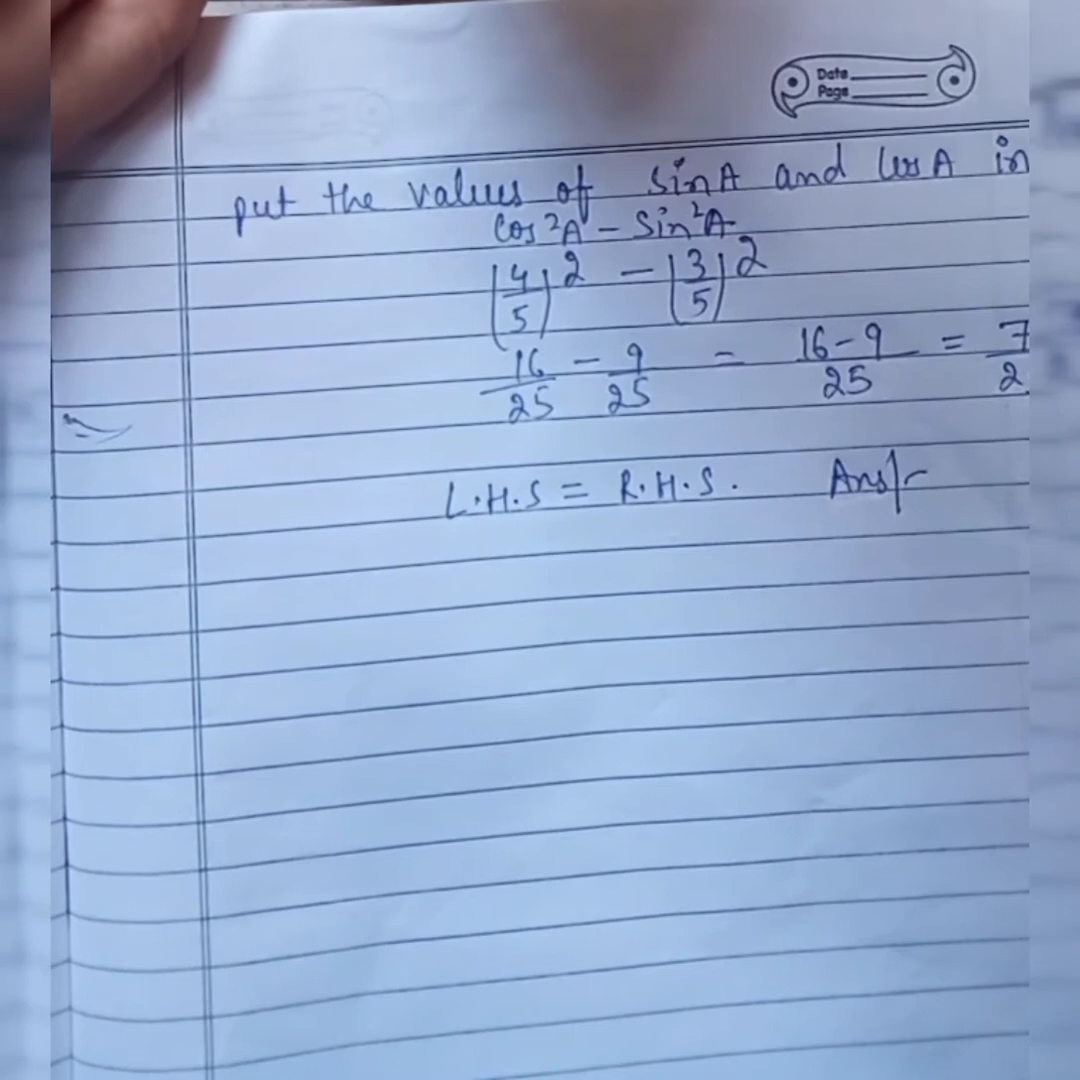 Date
Page
put the values of sinA and cos A in
cos²A - sin²A
(4/5)2 - (3/5)2
16/25 - 9/25 = 16-9/25 = 7/2
L.H.S = R.H.S. Ans/-